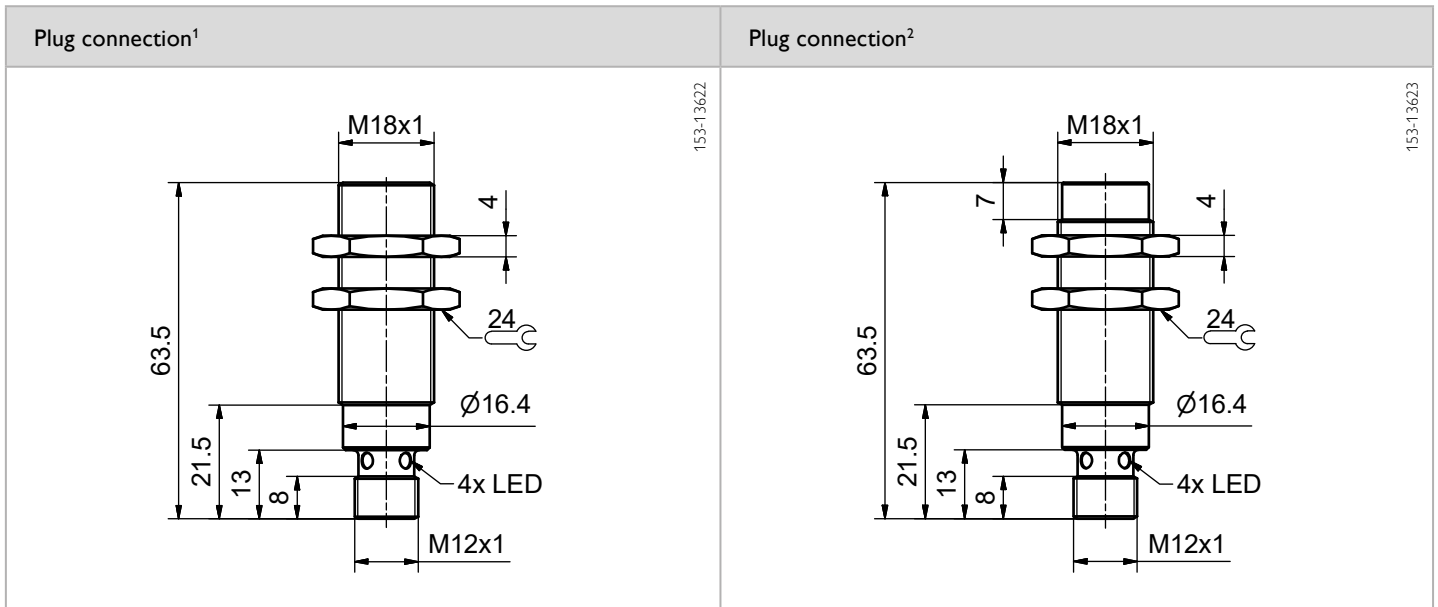 Plug connection¹
Plug connection²
153-13622
M18x1
4
63.5
24
Ø16.4
21.5
13
8
4x LED
M12x1
153-13623
M18x1
7
4
63.5
24
Ø16.4
21.5
13
8
4x LED
M12x1